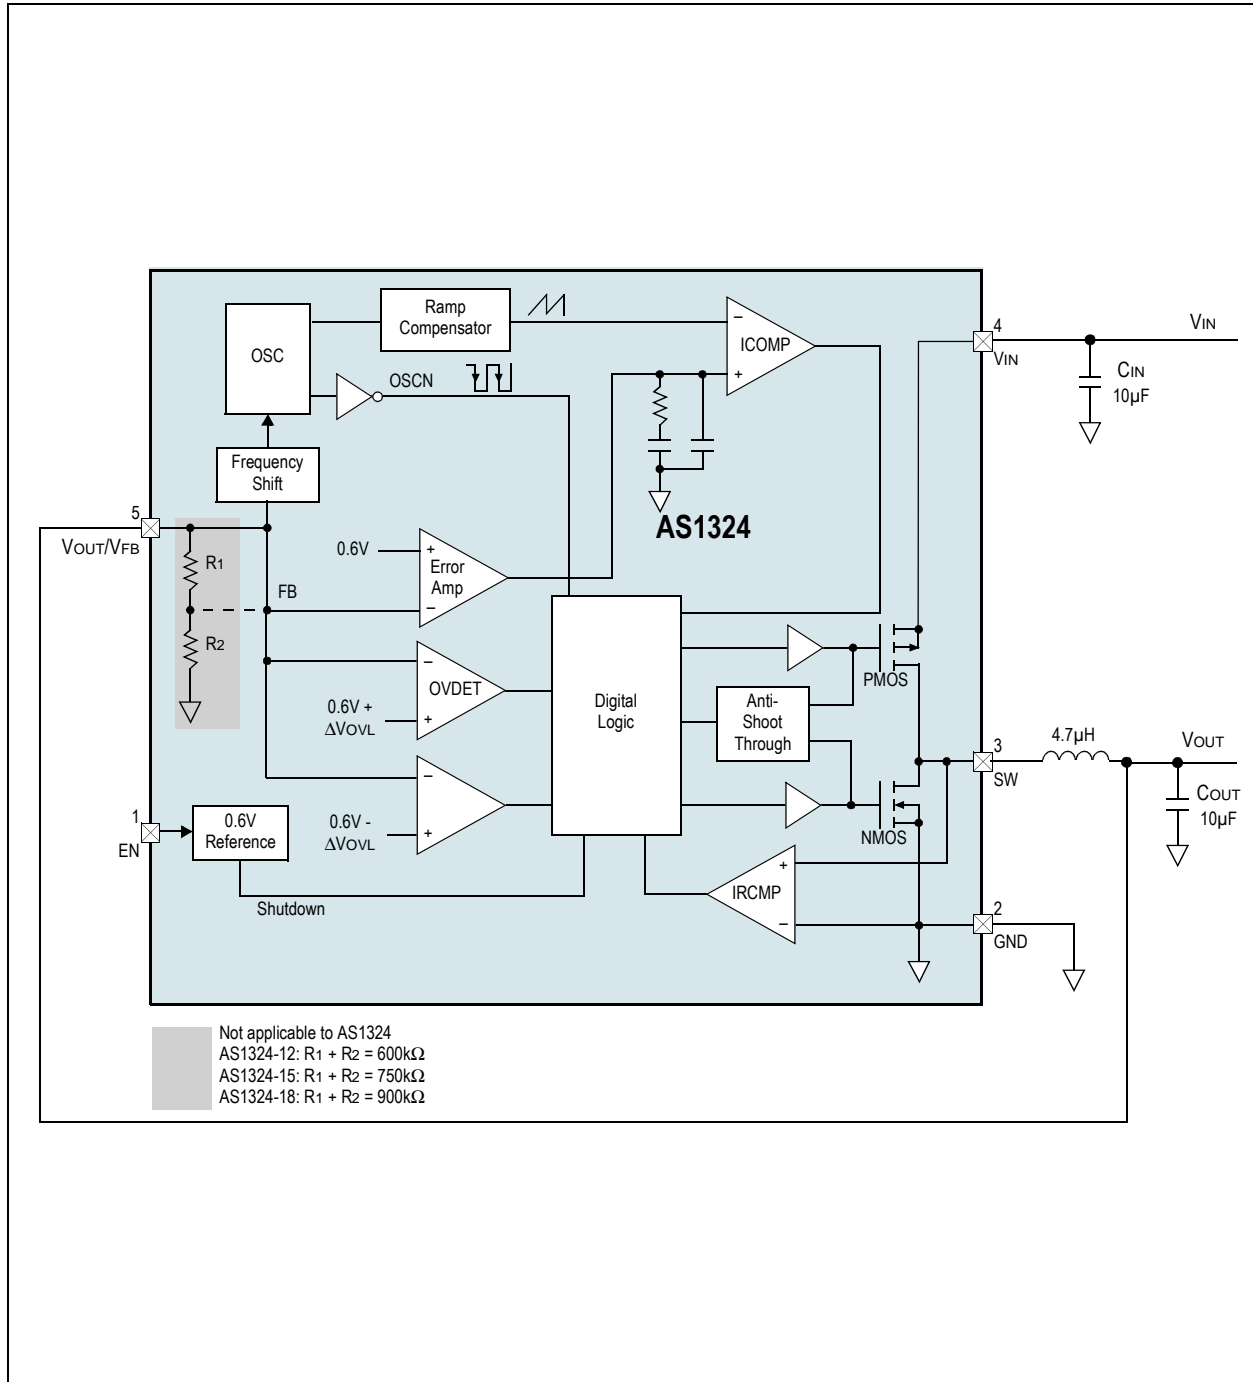 Ramp
Compensator
OSC
OSCN
−
ICOMP
+
4
VIN
VIN
CIN
10µF
Frequency
Shift
5
VOUT/VFB
R1
FB
R2
0.6V
+
Error
Amp
−
AS1324
−
OVDET
+
0.6V +
ΔVOVL
−
+
0.6V -
ΔVOVL
Digital
Logic
PMOS
Anti-
Shoot
Through
NMOS
3
SW
4.7µH
VOUT
COUT
10µF
1
EN
0.6V
Reference
Shutdown
+
IRCMP
−
2
GND
Not applicable to AS1324
AS1324-12: R1 + R2 = 600kΩ
AS1324-15: R1 + R2 = 750kΩ
AS1324-18: R1 + R2 = 900kΩ